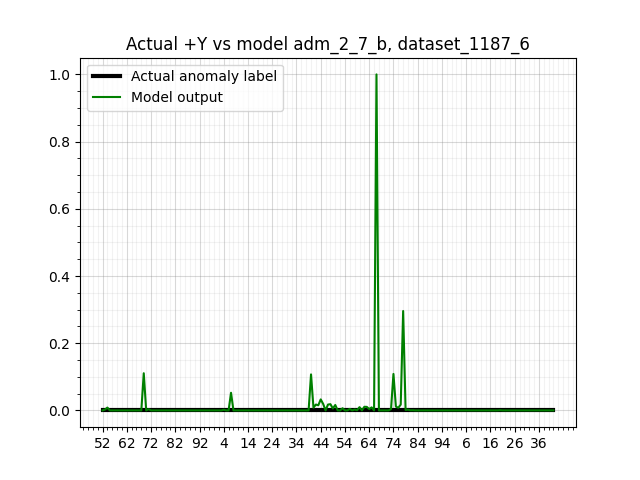 Actual +Y vs model adm_2_7_b, dataset_1187_6
Actual anomaly label
Model output
1.0
0.8
0.6
0.4
0.2
0.0
52 62 72 82 92 4 14 24 34 44 54 64 74 84 94 6 16 26 36